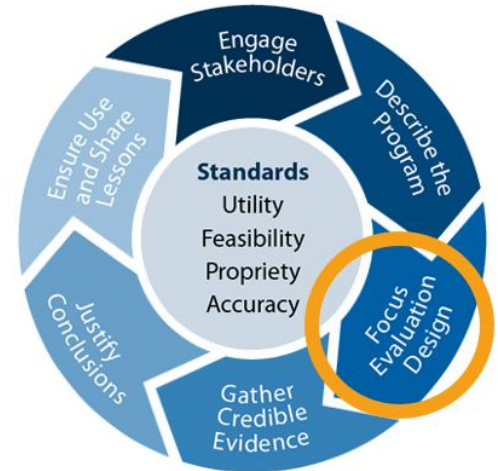 Engage
Stakeholders
Describe the
Program
Focus
Evaluation
Design
Gather
Credible
Evidence
Justify
Conclusions
Ensure Use
and Share
Lessons
Standards
Utility
Feasibility
Propriety
Accuracy